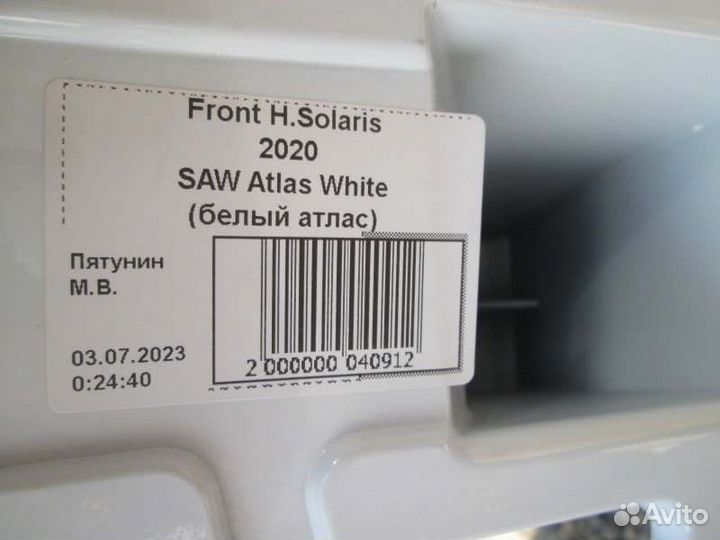 Front H.Solaris
2020
SAW Atlas White
(белый атлас)
Пятунин
М.В.
03.07.2023
0:24:40
2 000000 040912
Avito